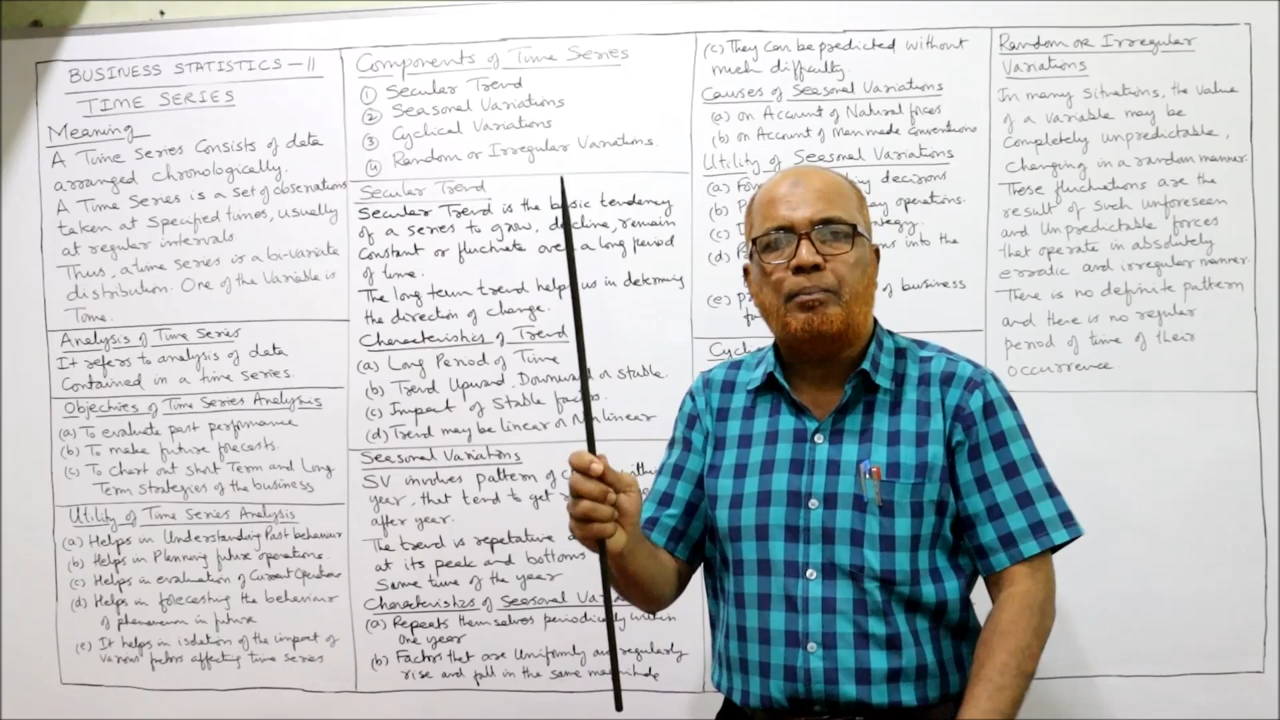 BUSINESS STATISTICS - II
TIME SERIES
Meaning
A Time Series Consists of data
arranged chronologically.
A Time Series is a set of observations
taken at Specified times, usually
at regular intervals.
Thus, a time series is a bi-variate
distribution. One of the Variable is
Time.
Analysis of Time Series
It refers to analysis of data
Contained in a time series.
Objectives of Time Series Analysis
(a) To evaluate past performance
(b) To make future forecasts.
(c) To chart out short Term and Long
Term Strategies of the business
Utility of Time Series Analysis
(a) Helps in Understanding Past behaviour
(b) Helps in Planning future operations.
(c) Helps in evaluation of Current Operations
(d) Helps in forecasting the behaviour
of phenomenon in future
(e) It helps in isolation of the impact of
various factors affecting time series
Components of Time Series
① Secular Trend
② Seasonal Variations
③ Cyclical Variations
④ Random or Irregular Variations.
Secular Trend
Secular Trend is the basic tendency
of a series to grow, decline, remain
Constant or fluctuate over a long period
of time.
The long term trend helps us in determing
the direction of change.
Characteristics of Trend
(a) Long Period of Time
(b) Trend Upward, Downward or stable.
(c) Impact of Stable factors.
(d) Trend may be linear or Nonlinear
Seasonal Variations
SV involves pattern of
year, that tend to get
after year.
The trend is repetative
at its peak and bottoms
Same time of the year
Characteristics of Seasonal
(a) Repeats themselves periodically within
one year
(b) Factors that are Uniformly and regularly
rise and fall in the same magnitude
(c) They can be predicted without
much difficulty
Causes of Seasonal Variations
(a) on Account of Natural forces
(b) on Account of Man made Conventions
Utility of Seasonal Variations
(a) decisions
(b) operations.
(c)
(d) into the
(e) of business
Random or Irregular
Variations
In many situations, the value
of a variable may be
Completely unpredictable,
Changing in a random manner.
These fluctuations are the
result of Such unforeseen
and Unpredictable forces
that operate in absolutely
erradic and irregular manner.
There is no definite pattern
and there is no regular
period of time of their
occurrence